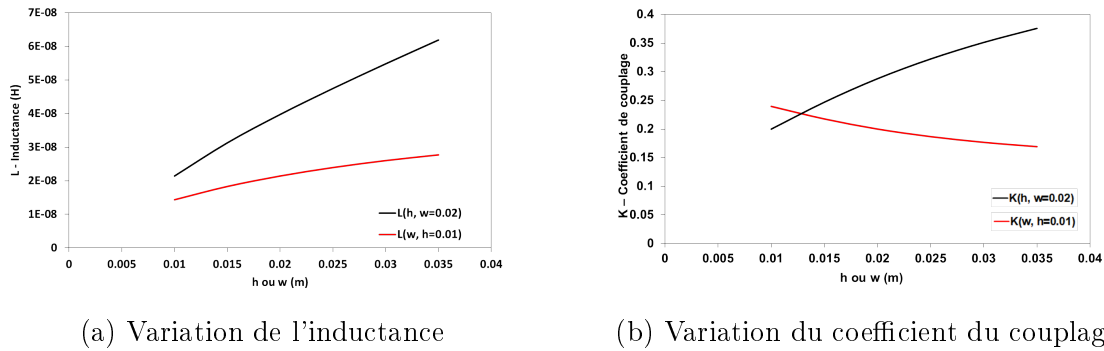 7E-08
6E-08
5E-08
4E-08
3E-08
2E-08
1E-08
0
L - Inductance (H)
0 0.005 0.01 0.015 0.02 0.025 0.03 0.035 0.04
h ou w (m)
L(h, w=0.02)
L(w, h=0.01)
(a) Variation de l'inductance
0.4
0.35
0.3
0.25
0.2
0.15
0.1
0.05
0
K – Coefficient de couplage
0 0.005 0.01 0.015 0.02 0.025 0.03 0.035 0.04
h ou w (m)
K(h, w=0.02)
K(w, h=0.01)
(b) Variation du coefficient du couplag